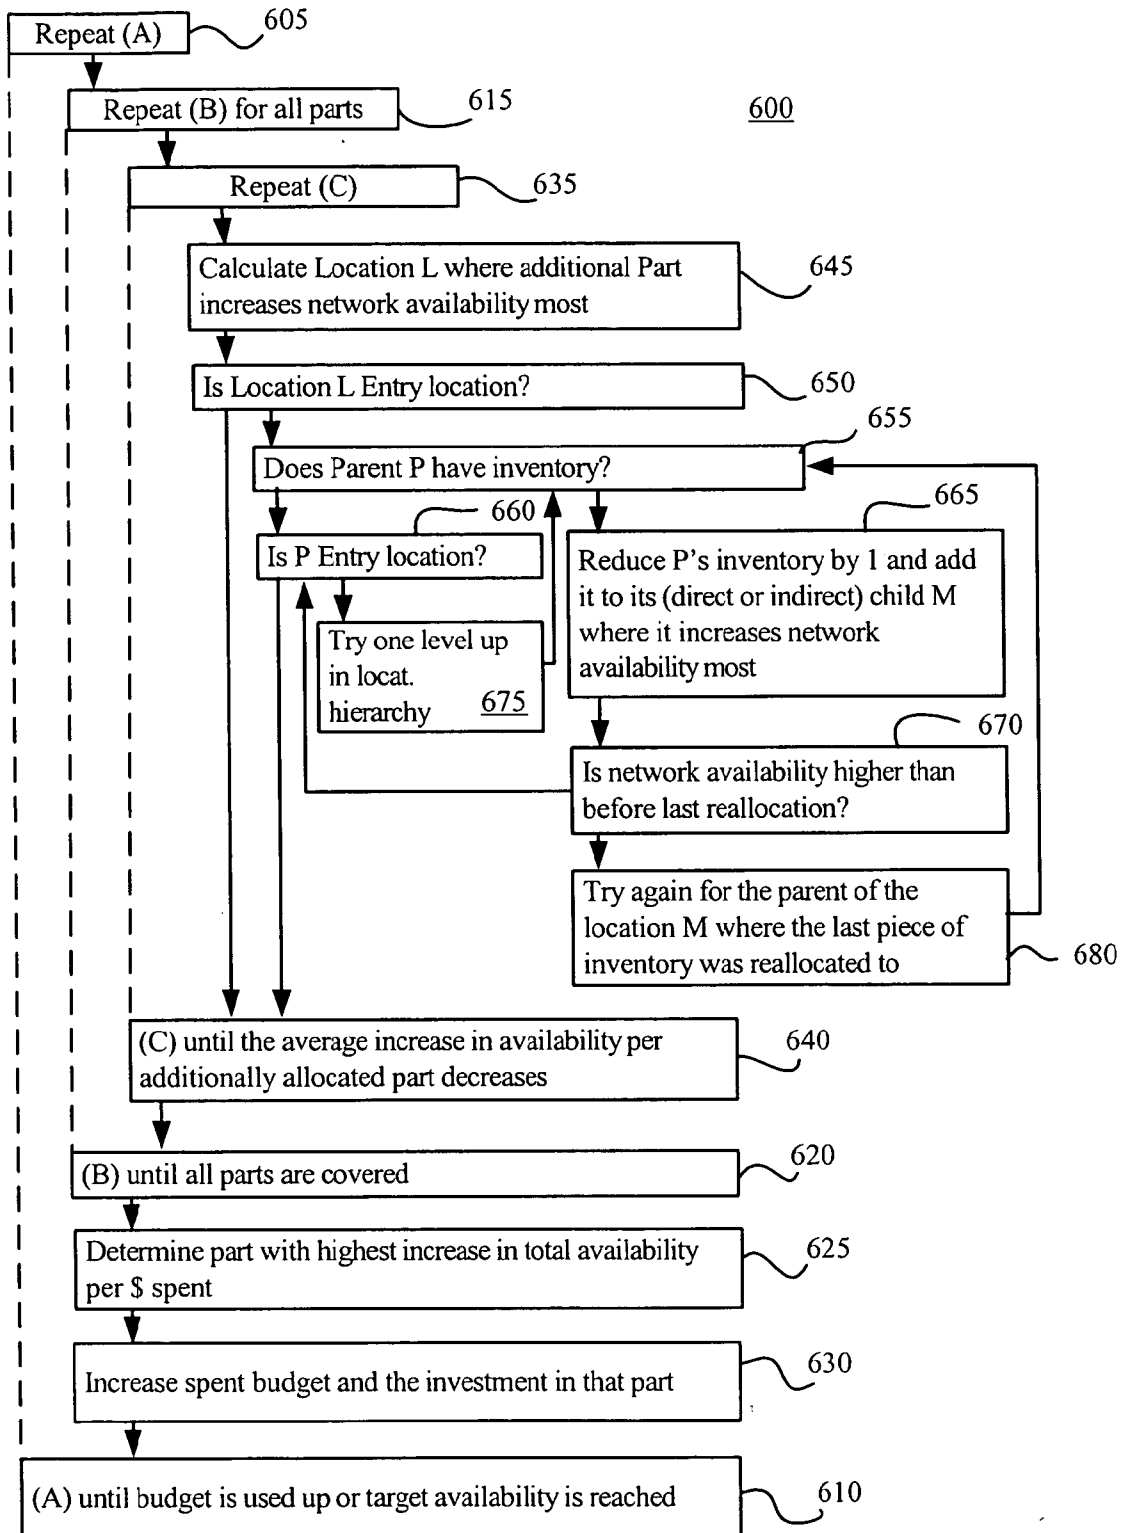 Repeat (A)
605
Repeat (B) for all parts
615
600
Repeat (C)
635
Calculate Location L where additional Part
increases network availability most
645
Is Location L Entry location?
650
655
Does Parent P have inventory?
660
665
Is P Entry location?
Reduce P's inventory by 1 and add
it to its (direct or indirect) child M
where it increases network
availability most
Try one level up
in locat.
hierarchy
675
670
Is network availability higher than
before last reallocation?
Try again for the parent of the
location M where the last piece of
inventory was reallocated to
680
(C) until the average increase in availability per
additionally allocated part decreases
640
(B) until all parts are covered
620
Determine part with highest increase in total availability
per $ spent
625
Increase spent budget and the investment in that part
630
(A) until budget is used up or target availability is reached
610